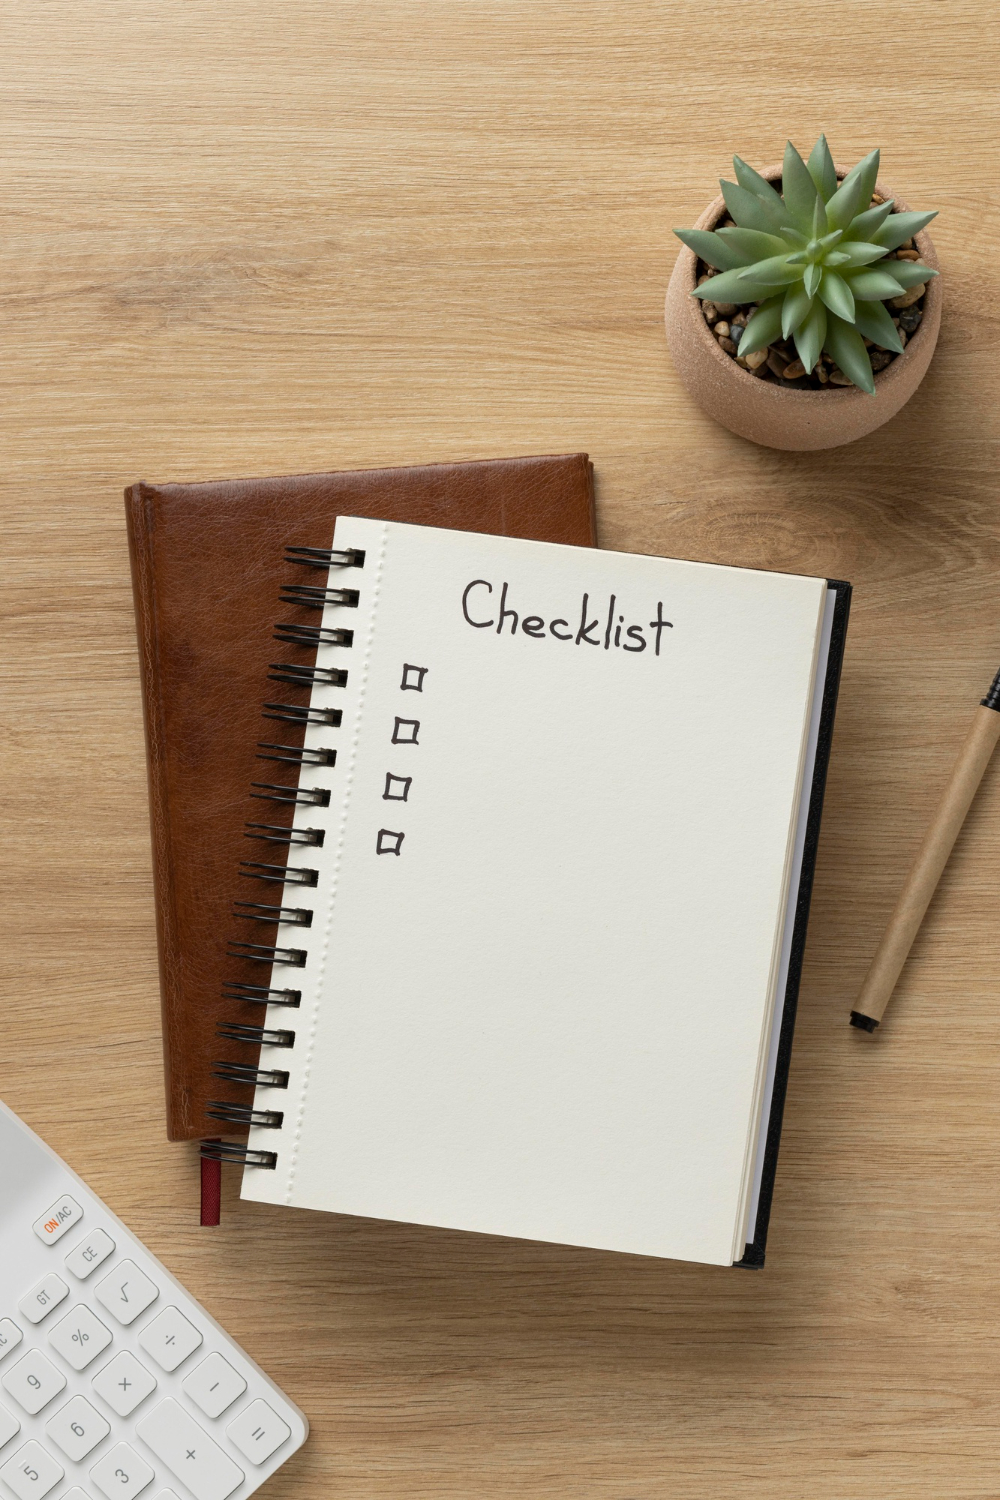 Checklist
ON/AC
CE
GT
√
%
÷
9
×
−
6
+
=
5
3